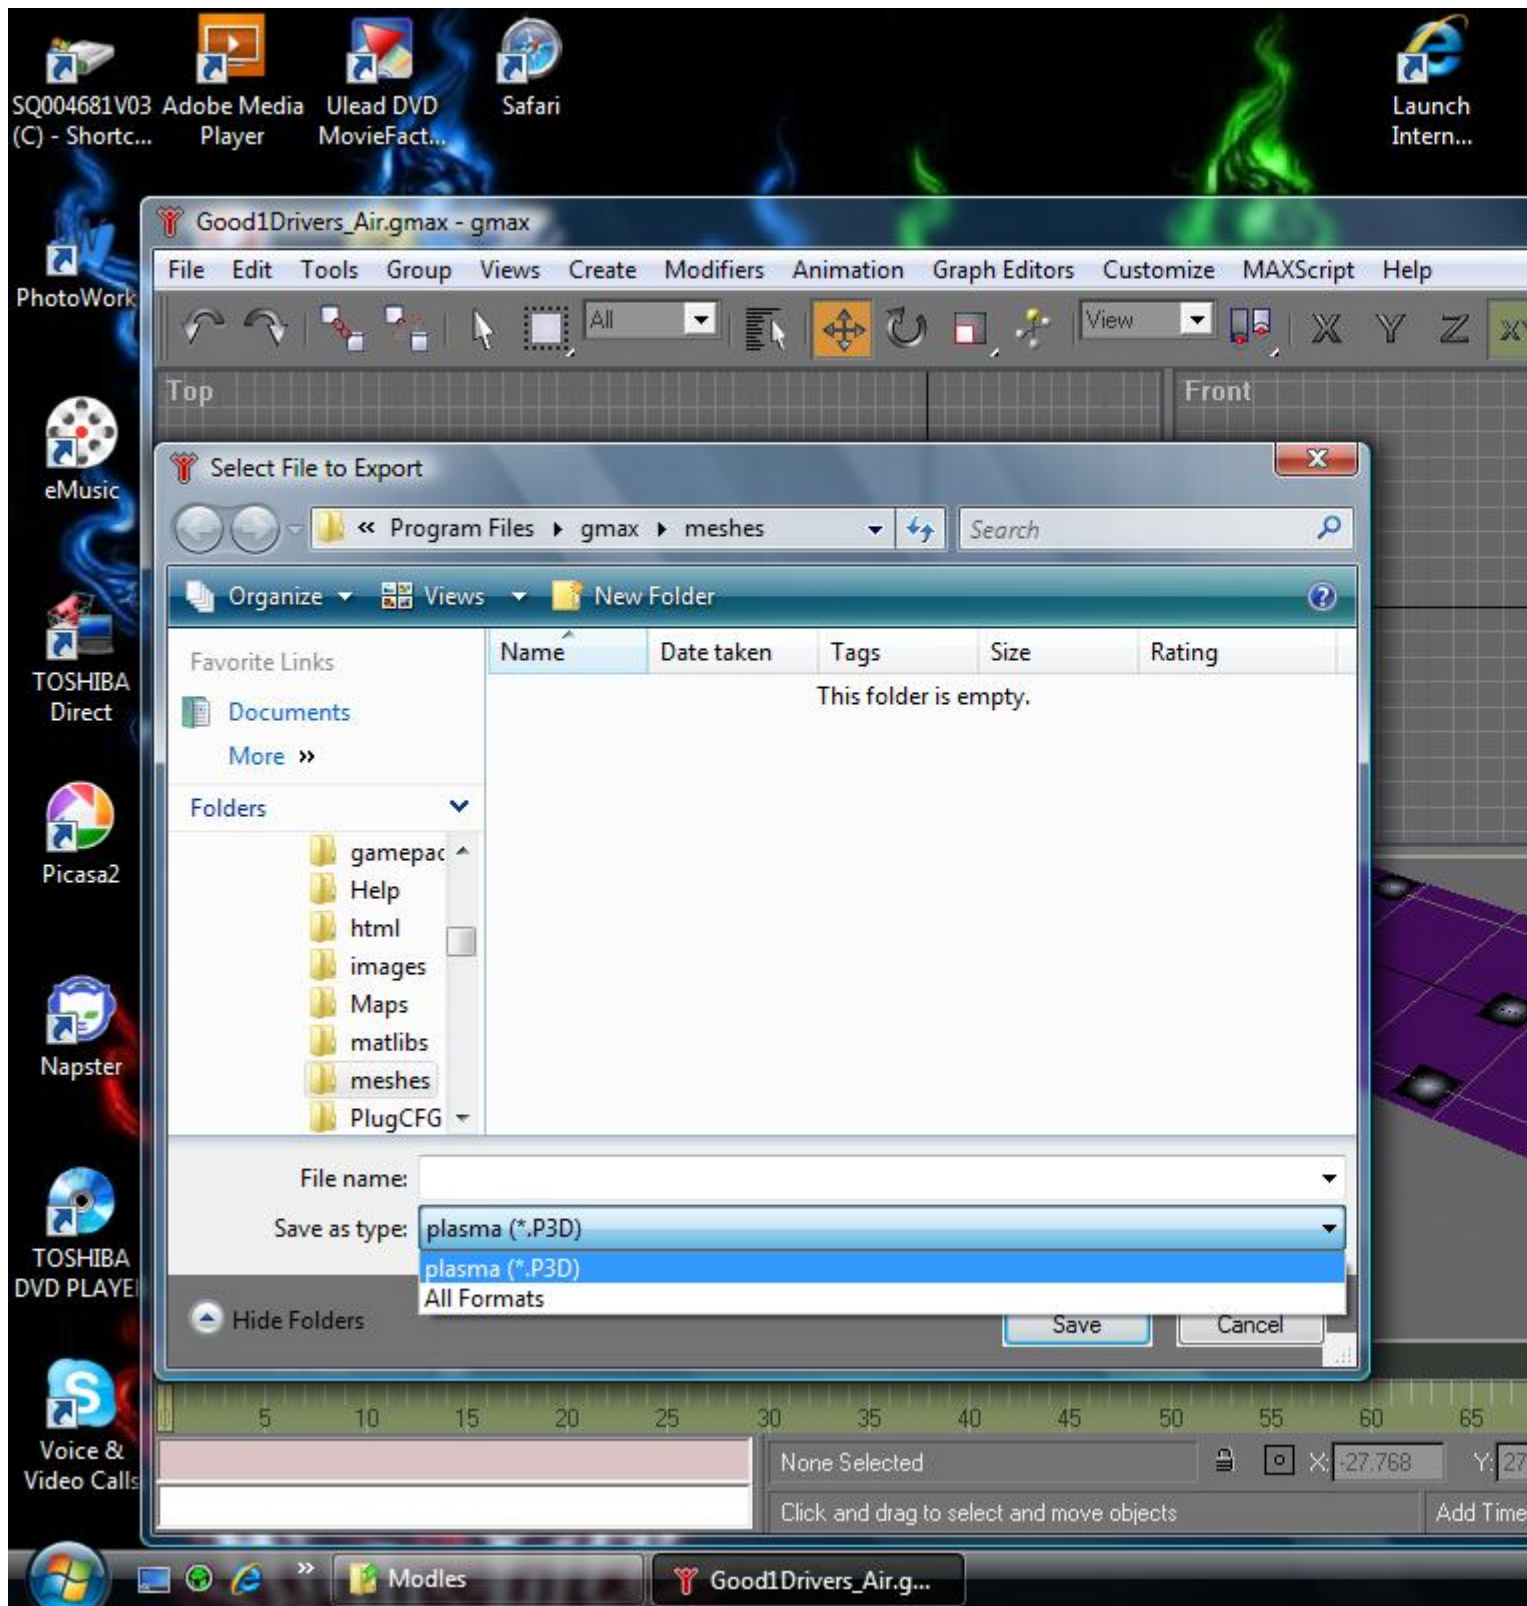 SQ004681V03
(C) - Shortc...
Adobe Media
Player
Ulead DVD
MovieFact...
Safari
Launch
Intern...
PhotoWork
eMusic
TOSHIBA
Direct
Picasa2
Napster
TOSHIBA
DVD PLAYE
Voice &
Video Calls
Good1Drivers_Air.gmax - gmax
File Edit Tools Group Views Create Modifiers Animation Graph Editors Customize MAXScript Help
All View X Y Z XY
Top Front
Select File to Export
« Program Files gmax meshes Search
Organize Views New Folder
Favorite Links
Documents
More »
Folders
gamepac
Help
html
images
Maps
matlibs
meshes
PlugCFG
Name Date taken Tags Size Rating
This folder is empty.
File name:
Save as type: plasma (*.P3D)
plasma (*.P3D)
All Formats
Hide Folders Save Cancel
5 10 15 20 25 30 35 40 45 50 55 60 65
None Selected X: -27.768 Y: 27
Click and drag to select and move objects Add Time
» Modles Good1Drivers_Air.g...